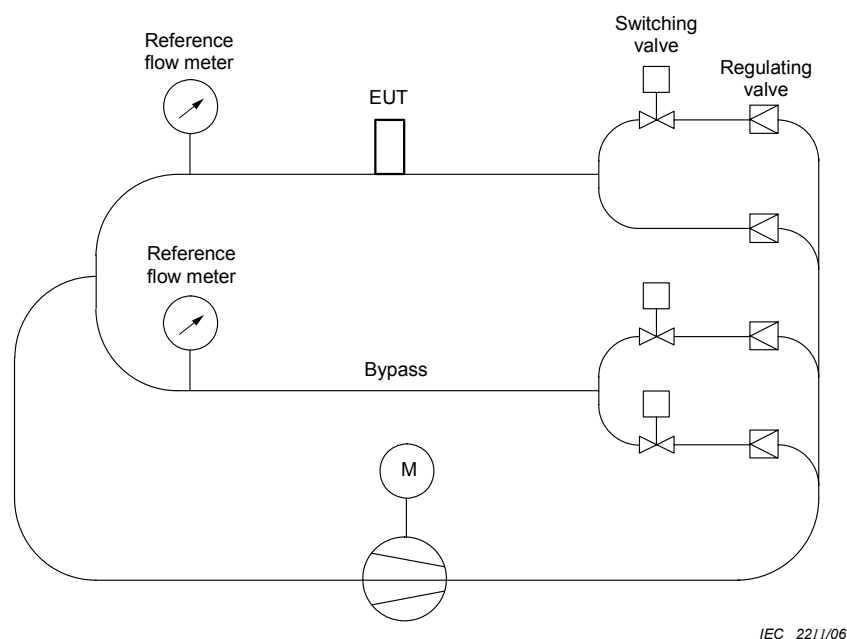 Switching
valve
Reference
flow meter
Regulating
valve
EUT
Reference
flow meter
Bypass
M
IEC 2211/06